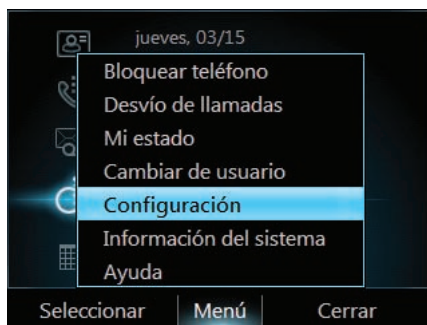 jueves, 03/15
Bloquear teléfono
Desvío de llamadas
Mi estado
Cambiar de usuario
Configuración
Información del sistema
Ayuda
Seleccionar Menú Cerrar